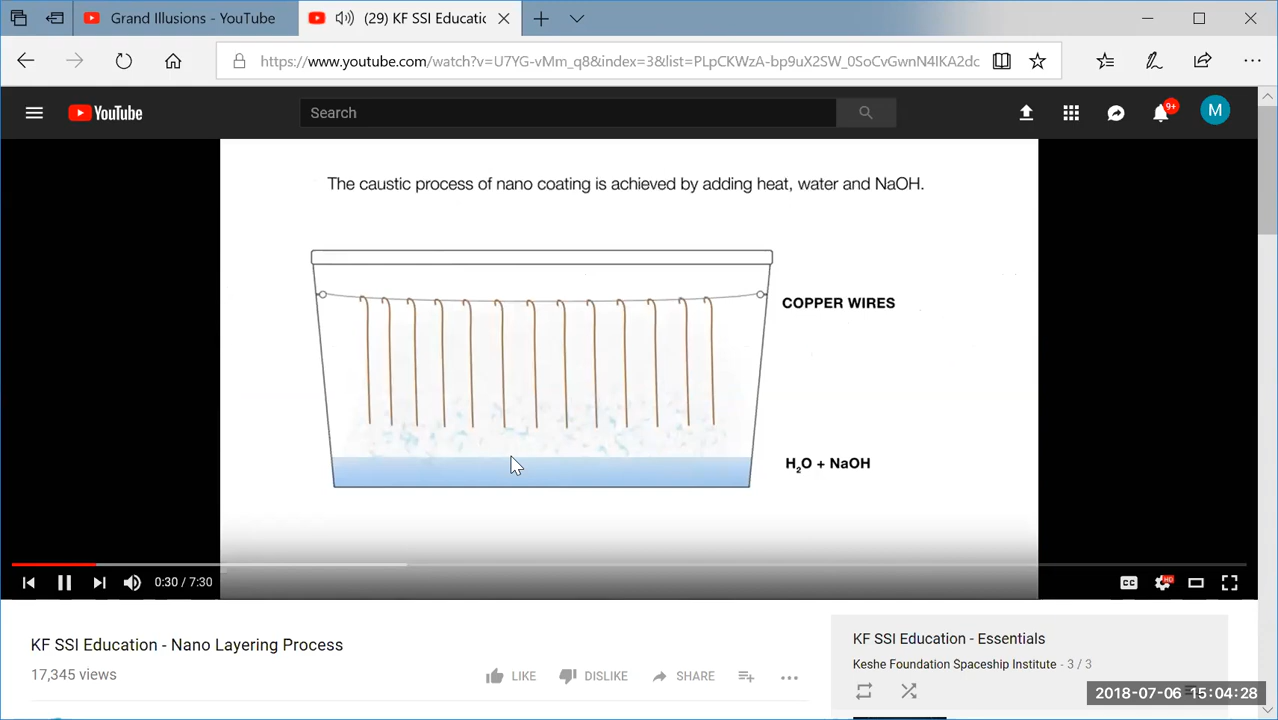 Grand Illusions - YouTube
(29) KF SSI Educatic
https://www.youtube.com/watch?v=U7YG-vMm_q8&index=3&list=PLpCKWzA-bp9uX2SW_0SoCvGwnN4IKA2dc
YouTube
Search
9+
M
The caustic process of nano coating is achieved by adding heat, water and NaOH.
COPPER WIRES
H₂O + NaOH
0:30 / 7:30
CC
HD
KF SSI Education - Nano Layering Process
17,345 views
LIKE
DISLIKE
SHARE
KF SSI Education - Essentials
Keshe Foundation Spaceship Institute - 3 / 3
2018-07-06 15:04:28